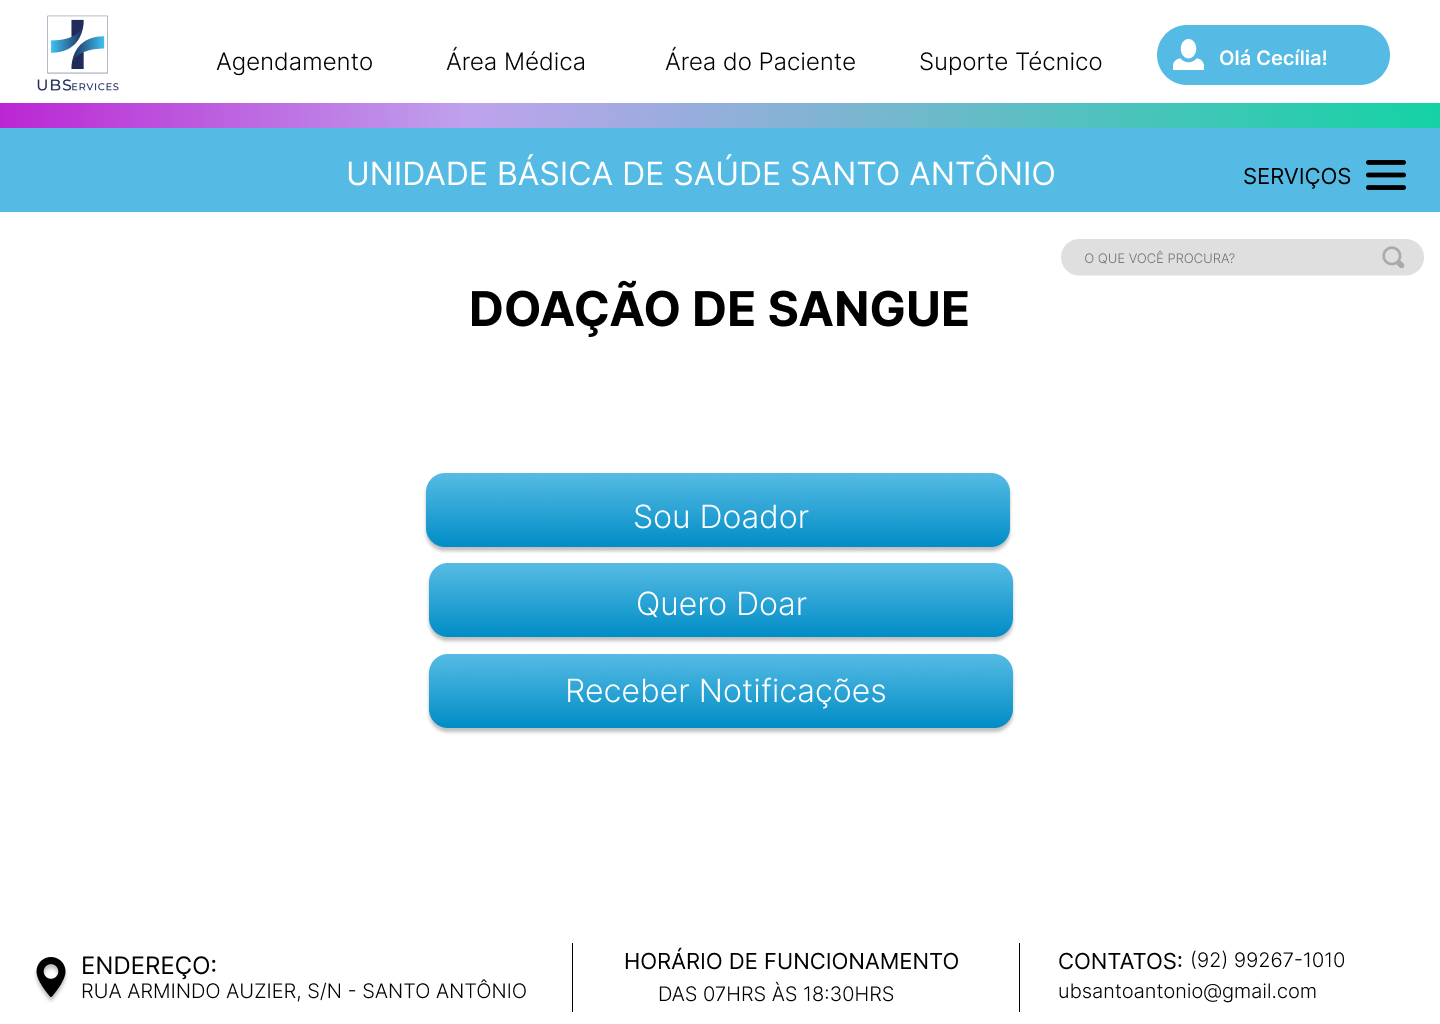 UBSERVICES
Agendamento
Área Médica
Área do Paciente
Suporte Técnico
Olá Cecília!
UNIDADE BÁSICA DE SAÚDE SANTO ANTÔNIO
SERVIÇOS
O QUE VOCÊ PROCURA?
DOAÇÃO DE SANGUE
Sou Doador
Quero Doar
Receber Notificações
ENDEREÇO:
RUA ARMINDO AUZIER, S/N - SANTO ANTÔNIO
HORÁRIO DE FUNCIONAMENTO
DAS 07HRS ÀS 18:30HRS
CONTATOS: (92) 99267-1010
ubsantoantonio@gmail.com